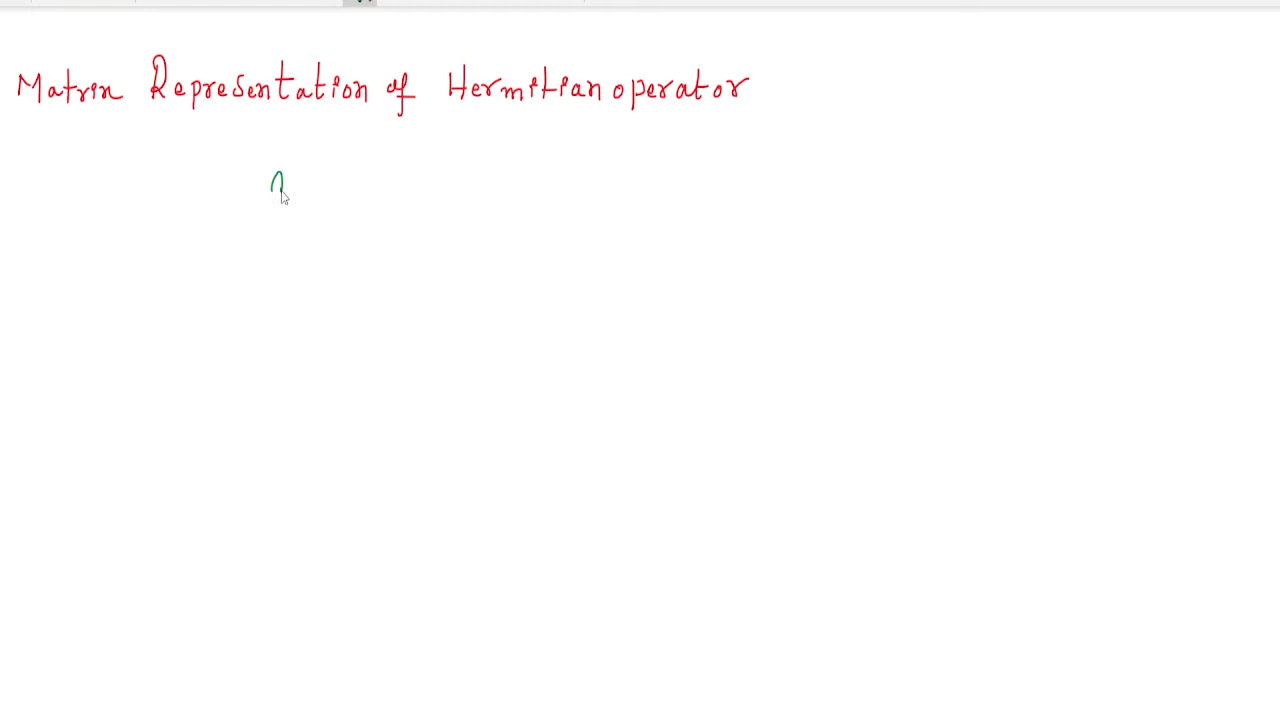 Matrix Representation of Hermitian operator